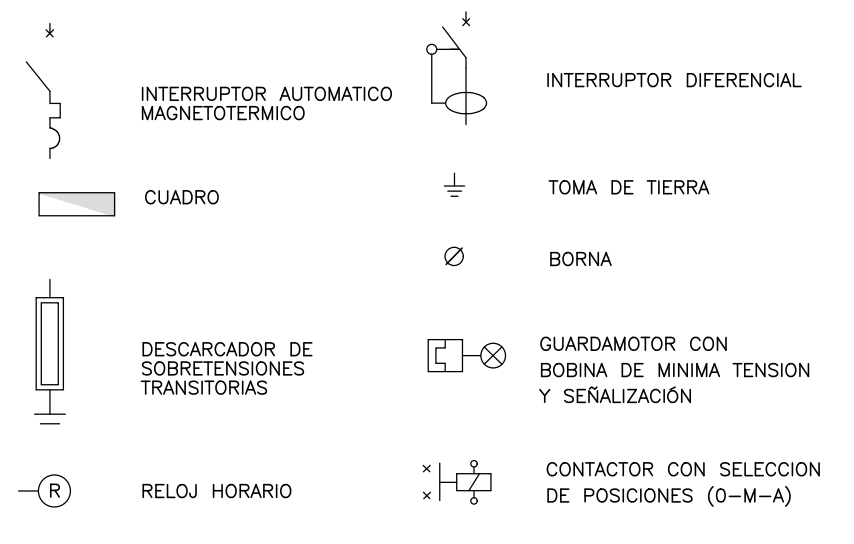 INTERRUPTOR AUTOMATICO
MAGNETOTERMICO
CUADRO
DESCARCADOR DE
SOBRETENSIONES
TRANSITORIAS
R
RELOJ HORARIO
INTERRUPTOR DIFERENCIAL
TOMA DE TIERRA
BORNA
GUARDAMOTOR CON
BOBINA DE MINIMA TENSION
Y SEÑALIZACIÓN
CONTACTOR CON SELECCION
DE POSICIONES (0-M-A)